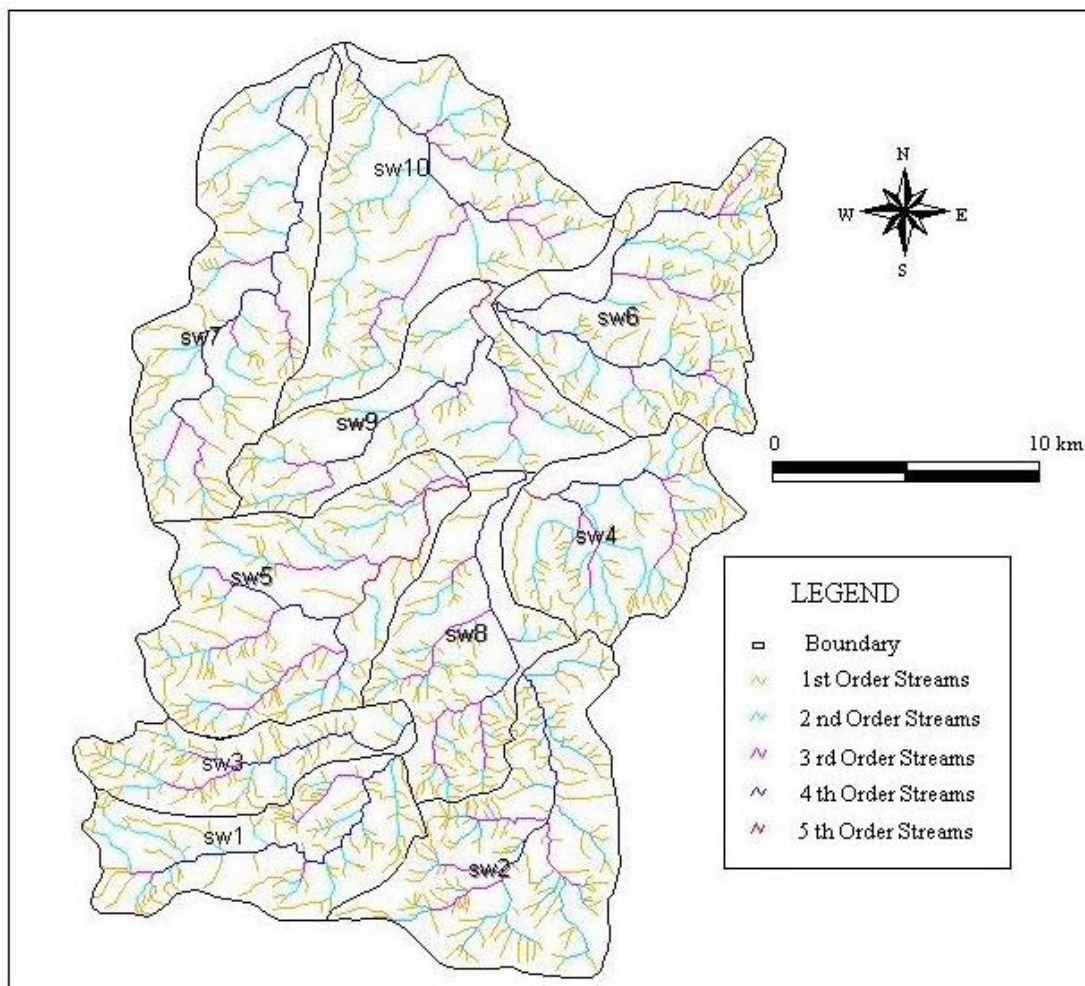 sw10
N
W
E
S
sw6
sw7
sw9
0
10 km
sw4
sw5
LEGEND
Boundary
sw8
1st Order Streams
2 nd Order Streams
3 rd Order Streams
sw3
4 th Order Streams
sw1
5 th Order Streams
sw2